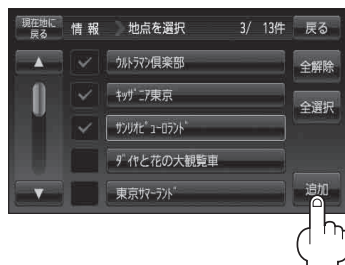 現在地に
戻る
情 報
地点を選択
3/ 13件
戻る
▲
ウルトラマン倶楽部
全解除
キッザニア東京
全選択
サンリオピューロランド
ダイヤと花の大観覧車
▼
東京サマーランド
追加